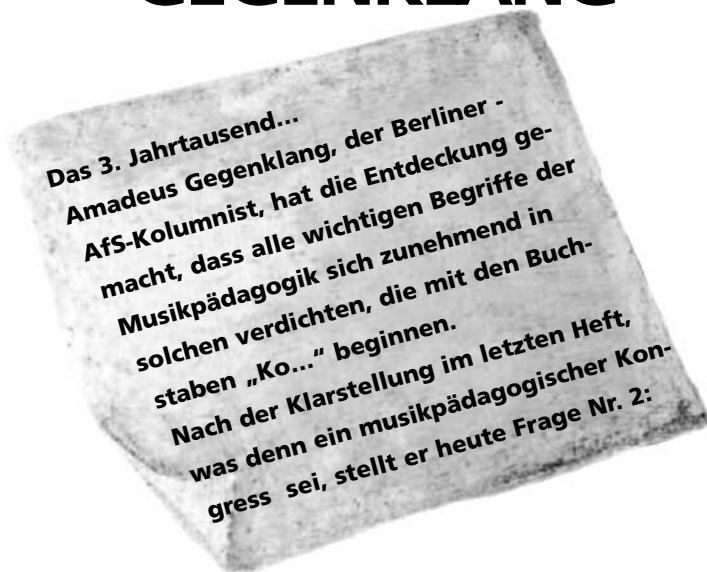 GEGENKLANG
Das 3. Jahrtausend...
Amadeus Gegenklang, der Berliner -
AfS-Kolumnist, hat die Entdeckung ge-
macht, dass alle wichtigen Begriffe der
Musikpädagogik sich zunehmend in
solchen verdichten, die mit den Buch-
staben „Ko...“ beginnen.
Nach der Klarstellung im letzten Heft,
was denn ein musikpädagogischer Kon-
gress sei, stellt er heute Frage Nr. 2: